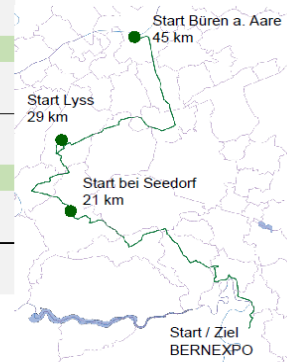 Start Büren a. Aare
45 km
Start Lyss
29 km
Start bei Seedorf
21 km
Start / Ziel
BERNEXPO